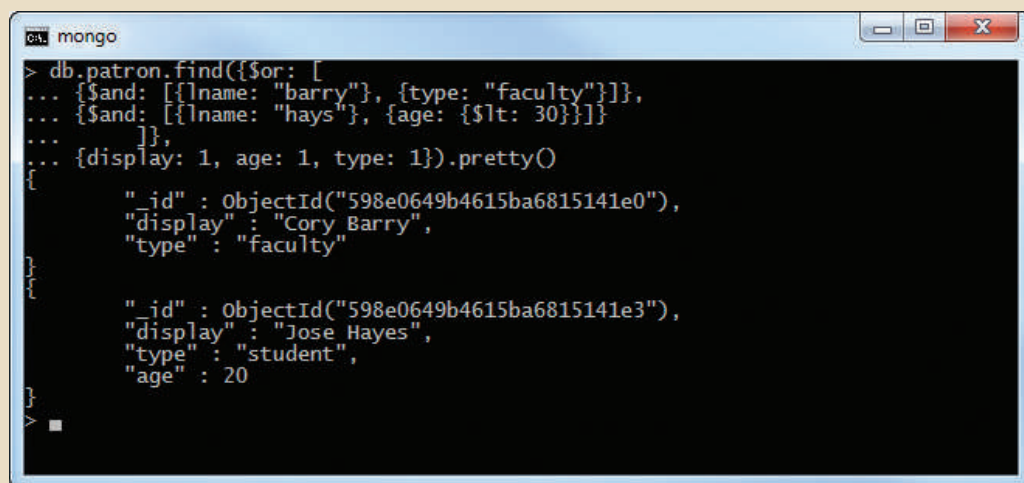 mongo
> db.patron.find({$or: [
... {$and: [{lname: "barry"}, {type: "faculty"}]},
... {$and: [{lname: "hays"}, {age: {$lt: 30}}]}
...       ]},
... {display: 1, age: 1, type: 1}).pretty()
{
        "_id" : ObjectId("598e0649b4615ba6815141e0"),
        "display" : "Cory Barry",
        "type" : "faculty"
}
{
        "_id" : ObjectId("598e0649b4615ba6815141e3"),
        "display" : "Jose Hayes",
        "type" : "student",
        "age" : 20
}
>